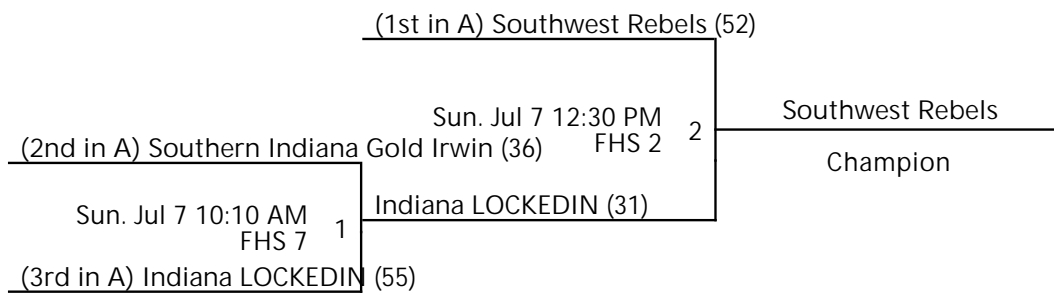 (1st in A) Southwest Rebels (52)
Sun. Jul 7 12:30 PM
FHS 2
2
Southwest Rebels
Champion
(2nd in A) Southern Indiana Gold Irwin (36)
Indiana LOCKEDIN (31)
Sun. Jul 7 10:10 AM
FHS 7
1
(3rd in A) Indiana LOCKEDIN (55)